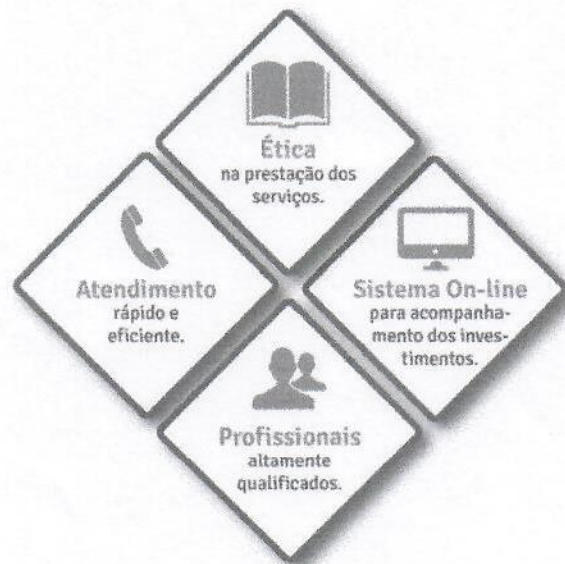 Ética
na prestação dos
serviços.
Atendimento
rápido e
eficiente.
Sistema On-line
para acompanha-
mento dos inves-
timentos.
Profissionais
altamente
qualificados.